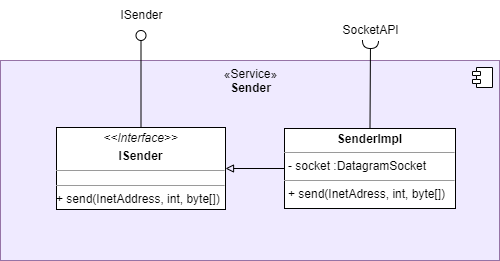 ISender
SocketAPI
«Service»
Sender
<<Interface>>
ISender
+ send(InetAddress, int, byte[])
SenderImpl
- socket :DatagramSocket
+ send(InetAdress, int, byte[])